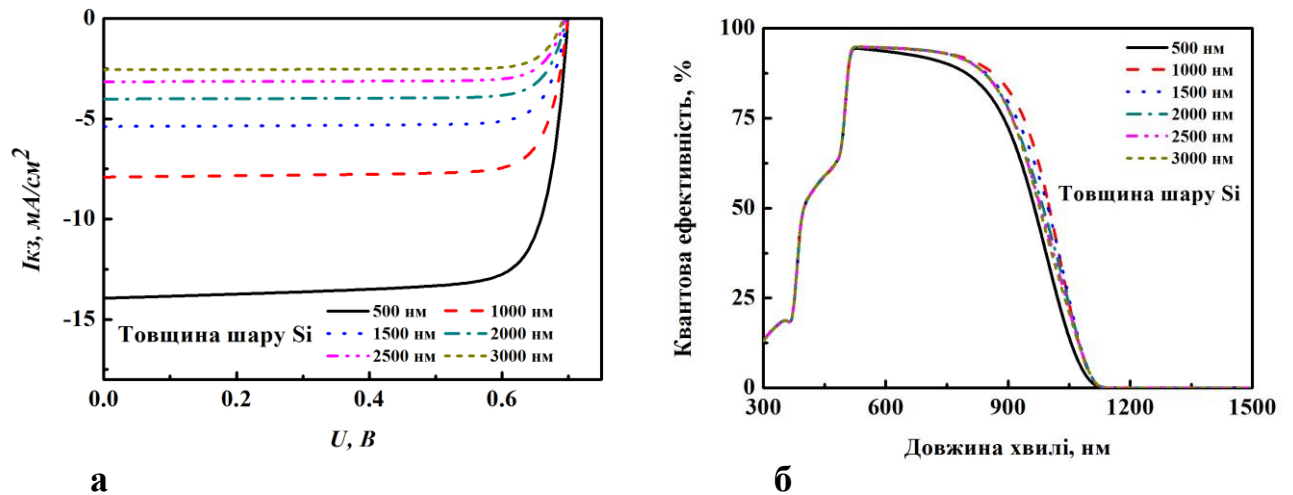 0
-5
-10
-15
Iкз, мА/см²
0.0
0.2
0.4
0.6
U, В
Товщина шару Si
500 нм
1000 нм
1500 нм
2000 нм
2500 нм
3000 нм
а
100
75
50
25
0
Квантова ефективність, %
300
600
900
1200
1500
Довжина хвилі, нм
500 нм
1000 нм
1500 нм
2000 нм
2500 нм
3000 нм
Товщина шару Si
б